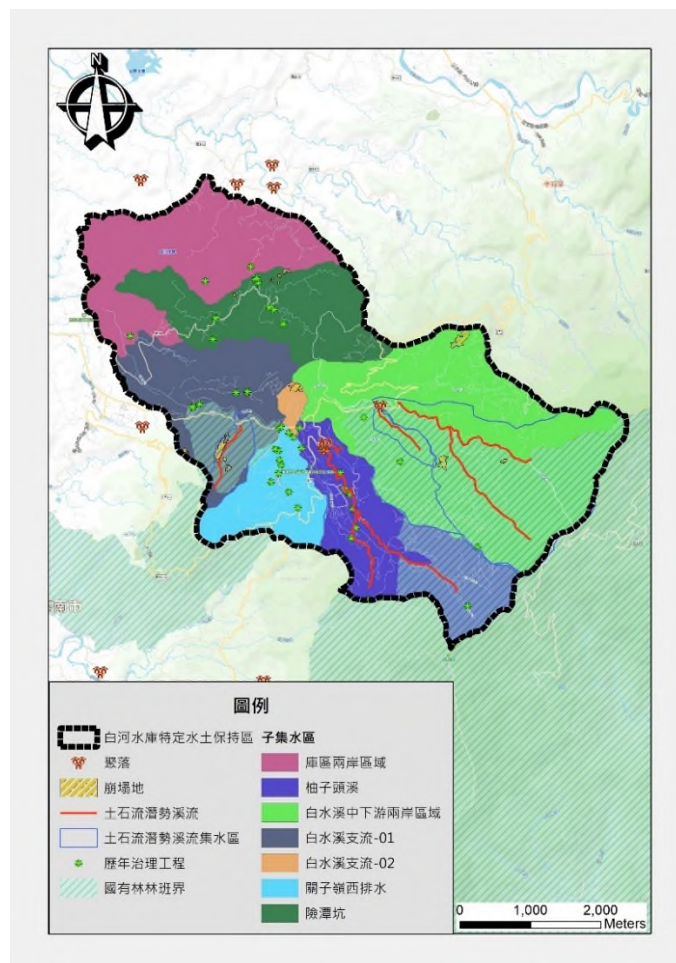 N
南市
圖例
白河水庫特定水土保持區
聚落
崩塌地
土石流潛勢溪流
土石流潛勢溪流集水區
歷年治理工程
國有林林班界
子集水區
庫區兩岸區域
柚子頭溪
白水溪中下游兩岸區域
白水溪支流-01
白水溪支流-02
關子嶺西排水
險潭坑
0 1,000 2,000
Meters